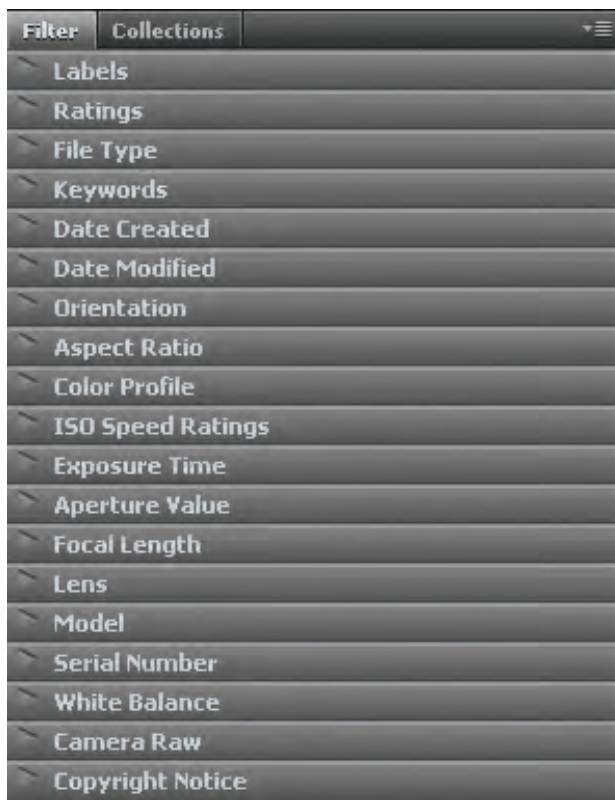 Filter Collections
Labels
Ratings
File Type
Keywords
Date Created
Date Modified
Orientation
Aspect Ratio
Color Profile
ISO Speed Ratings
Exposure Time
Aperture Value
Focal Length
Lens
Model
Serial Number
White Balance
Camera Raw
Copyright Notice